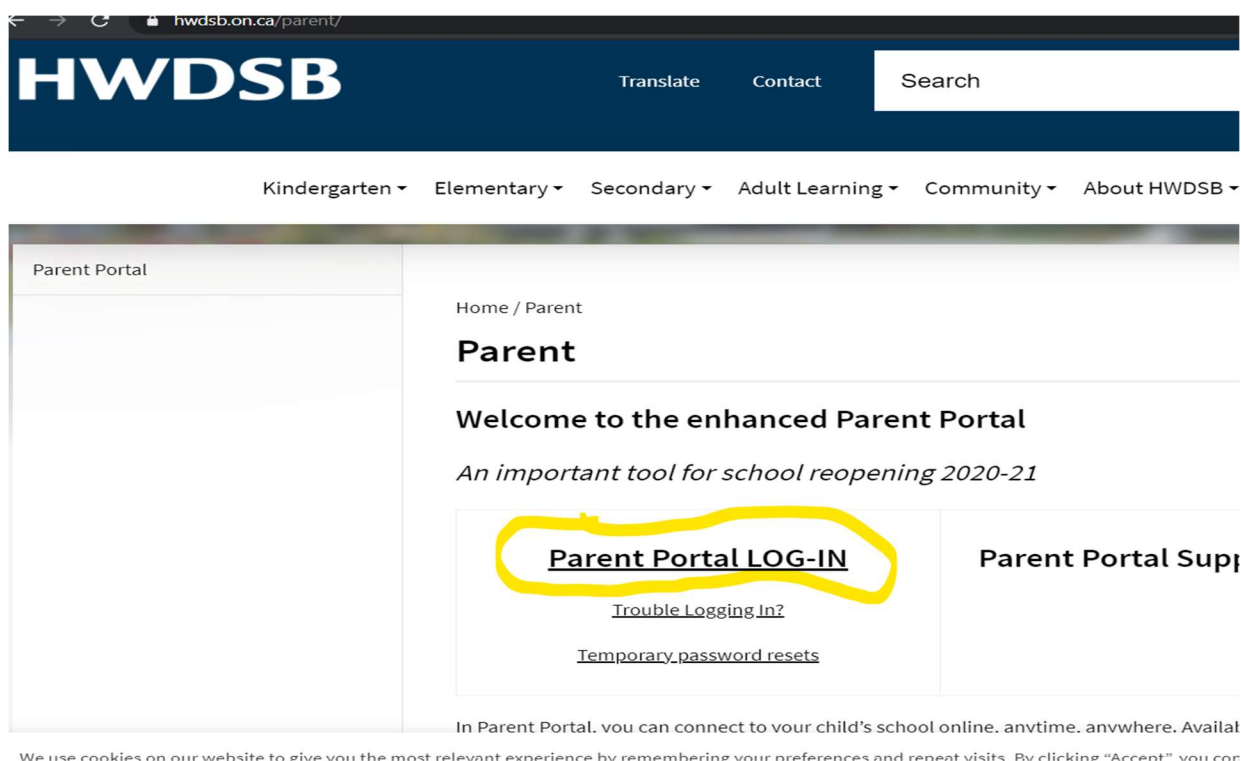 hwdsb.on.ca/parent/
HWDSB
Translate Contact Search
Kindergarten Elementary Secondary Adult Learning Community About HWDSB
Parent Portal
Home / Parent
Parent
Welcome to the enhanced Parent Portal
An important tool for school reopening 2020-21
Parent Portal LOG-IN
Trouble Logging In?
Temporary password resets
Parent Portal
In Parent Portal, you can connect to your child's school online, anytime, anywhere.
We use cookies on our website to give you the most relevant experience by remembering your preferences and repeat visits. By clicking “Accept”, you